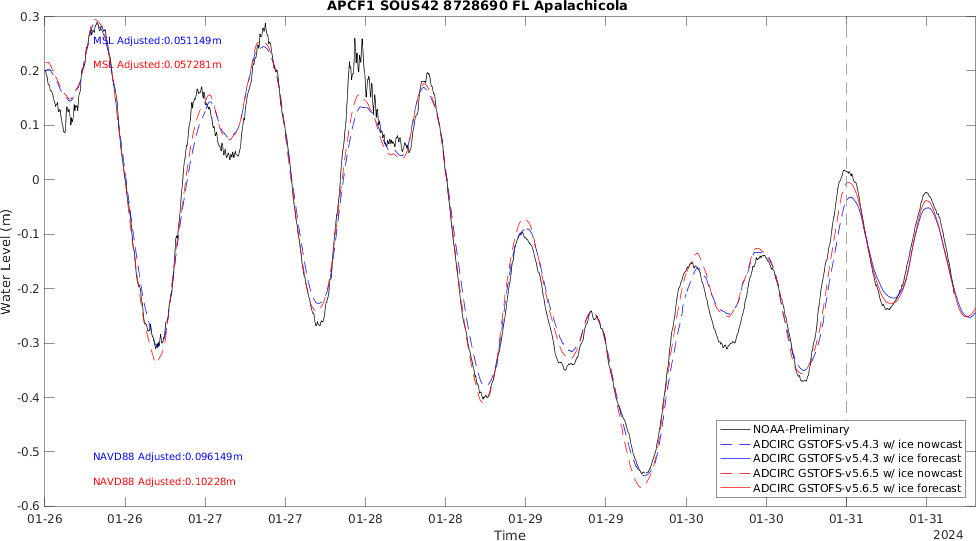 APCF1 SOUS42 8728690 FL Apalachicola
0.3
MSL Adjusted:0.051149m
MSL Adjusted:0.057281m
0.2
0.1
0
-0.1
-0.2
-0.3
-0.4
-0.5
-0.6
Water Level (m)
NAVD88 Adjusted:0.096149m
NAVD88 Adjusted:0.10228m
NOAA-Preliminary
ADCIRC GSTOFS-v5.4.3 w/ ice nowcast
ADCIRC GSTOFS-v5.4.3 w/ ice forecast
ADCIRC GSTOFS-v5.6.5 w/ ice nowcast
ADCIRC GSTOFS-v5.6.5 w/ ice forecast
01-26 01-26 01-27 01-27 01-28 01-28 01-29 01-29 01-30 01-30 01-31 01-31
Time
2024